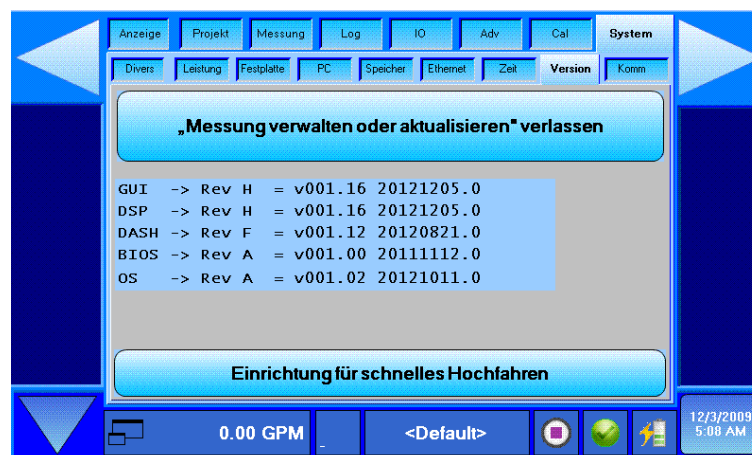 Anzeige Projekt Messung Log IO Adv Cal System
Divers Leistung Festplatte PC Speicher Ethernet Zeit Version Komm
„Messung verwalten oder aktualisieren" verlassen
GUI -> Rev H = v001.16 20121205.0
DSP -> Rev H = v001.16 20121205.0
DASH -> Rev F = v001.12 20120821.0
BIOS -> Rev A = v001.00 20111112.0
OS -> Rev A = v001.02 20121011.0
Einrichtung für schnelles Hochfahren
0.00 GPM _ <Default> 12/3/2009
5:08 AM